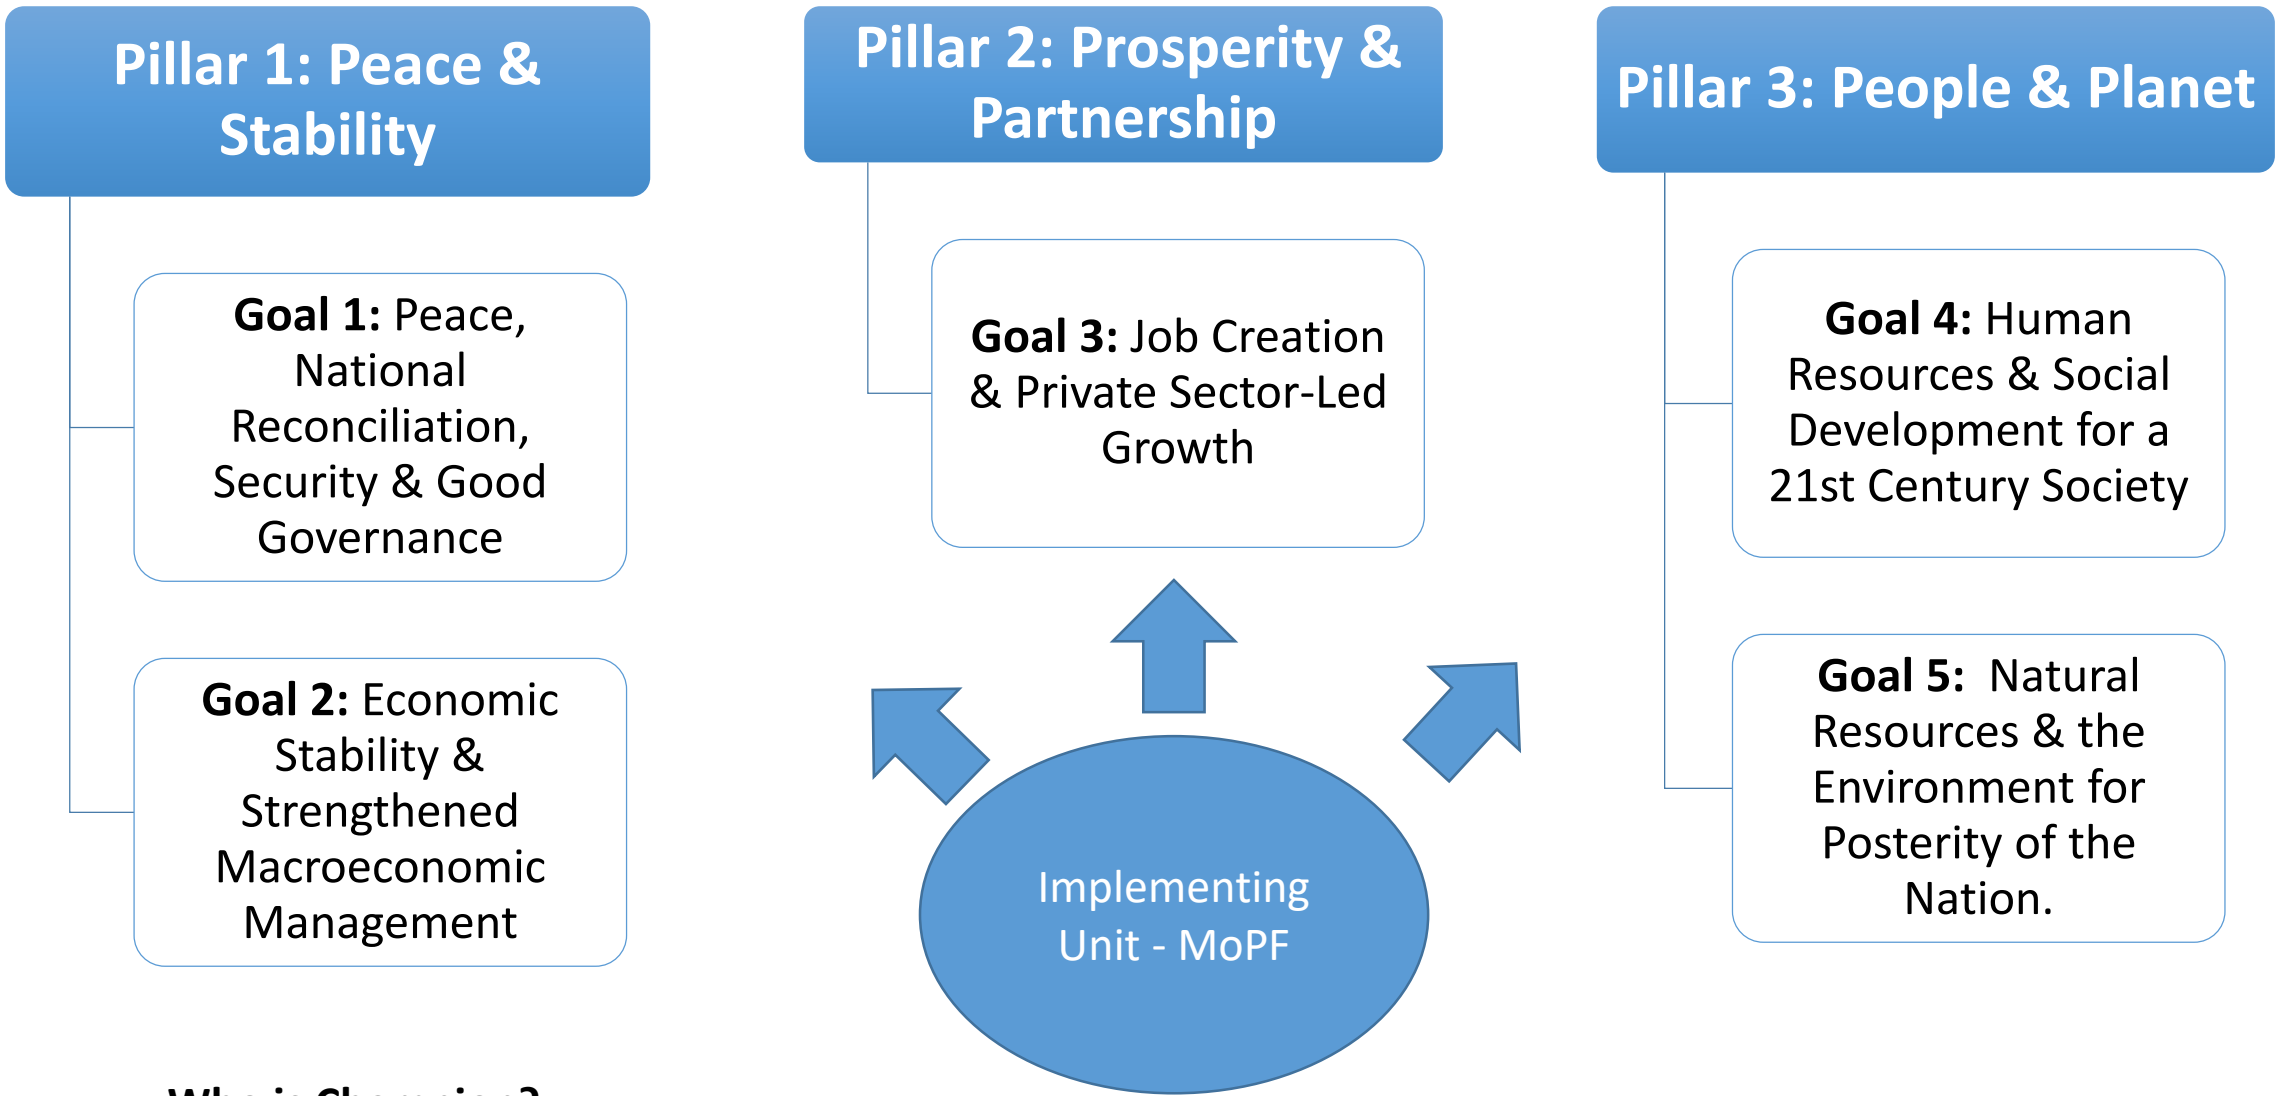 Pillar 1: Peace &
Stability
Goal 1: Peace,
National
Reconciliation,
Security & Good
Governance
Goal 2: Economic
Stability &
Strengthened
Macroeconomic
Management
Pillar 2: Prosperity &
Partnership
Goal 3: Job Creation
& Private Sector-Led
Growth
Pillar 3: People & Planet
Goal 4: Human
Resources & Social
Development for a
21st Century Society
Goal 5: Natural
Resources & the
Environment for
Posterity of the
Nation.
Implementing
Unit - MoPF
Who is Champion?